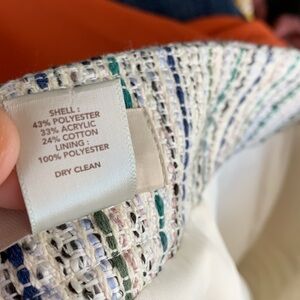 SHELL :
43% POLYESTER
33% ACRYLIC
24% COTTON
LINING :
100% POLYESTER
DRY CLEAN